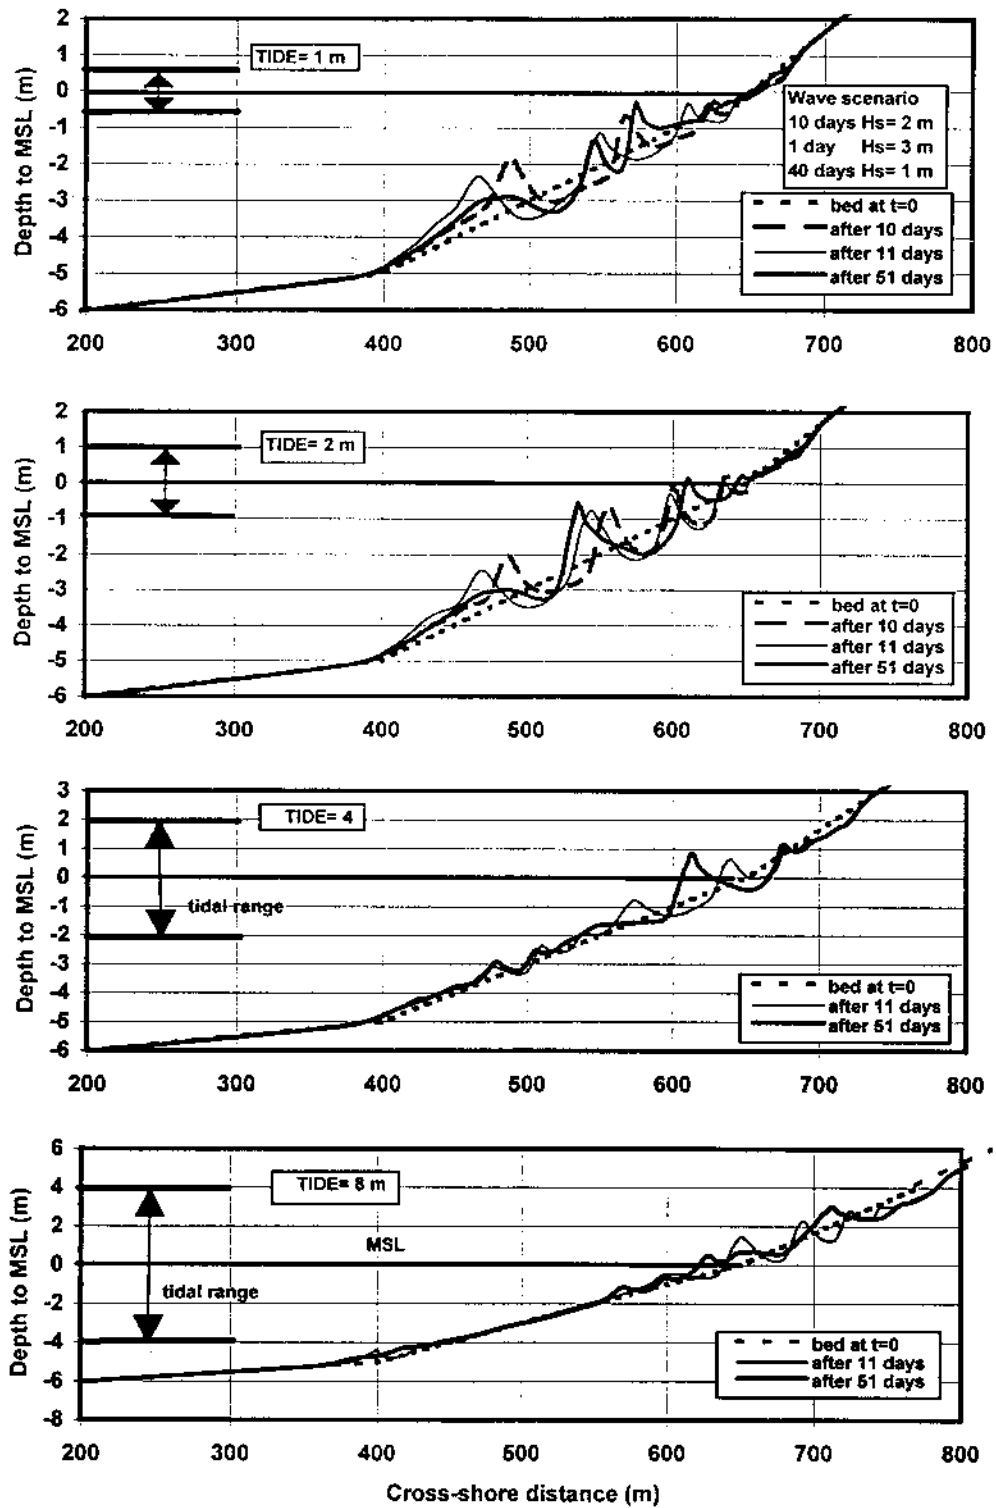 2
1
0
-1
-2
-3
-4
-5
-6
Depth to MSL (m)
TIDE= 1 m
Wave scenario
10 days Hs= 2 m
1 day Hs= 3 m
40 days Hs= 1 m
bed at t=0
after 10 days
after 11 days
after 51 days
200 300 400 500 600 700 800
2
1
0
-1
-2
-3
-4
-5
-6
Depth to MSL (m)
TIDE= 2 m
bed at t=0
after 10 days
after 11 days
after 51 days
200 300 400 500 600 700 800
3
2
1
0
-1
-2
-3
-4
-5
-6
Depth to MSL (m)
TIDE= 4
tidal range
bed at t=0
after 11 days
after 51 days
200 300 400 500 600 700 800
6
4
2
0
-2
-4
-6
-8
Depth to MSL (m)
TIDE= 8 m
MSL
tidal range
bed at t=0
after 11 days
after 51 days
200 300 400 500 600 700 800
Cross-shore distance (m)